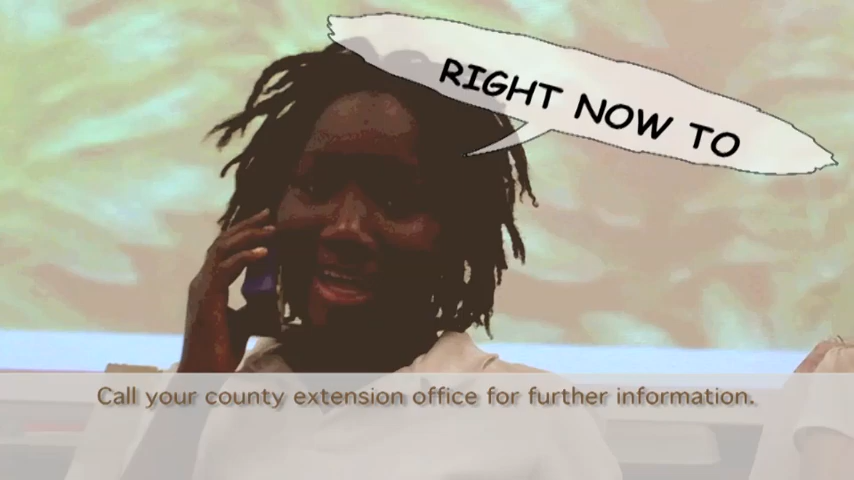 RIGHT NOW TO
Call your county extension office for further information.